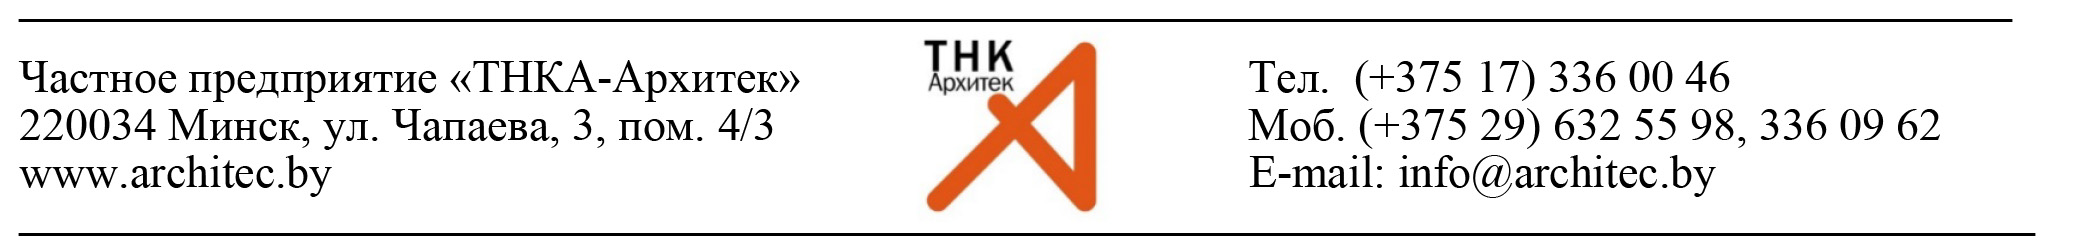 Частное предприятие «ТНКА-Архитек»
220034 Минск, ул. Чапаева, 3, пом. 4/3
www.architec.by
ТНК
Архитек
Тел. (+375 17) 336 00 46
Моб. (+375 29) 632 55 98, 336 09 62
E-mail: info@architec.by